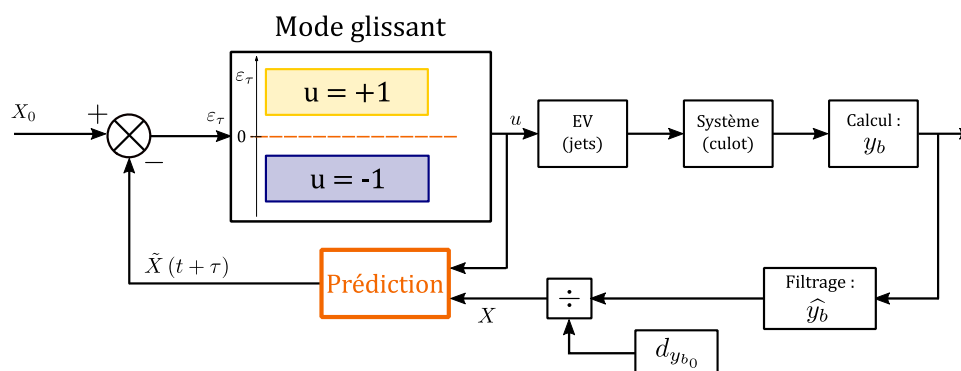 Mode glissant
X₀
+
−
ε_τ
ε_τ
0
u = +1
u = -1
u
EV
(jets)
Système
(culot)
Calcul :
y_b
X̃ (t + τ)
Prédiction
X
÷
Filtrage :
ŷ_b
d_{y_{b_0}}